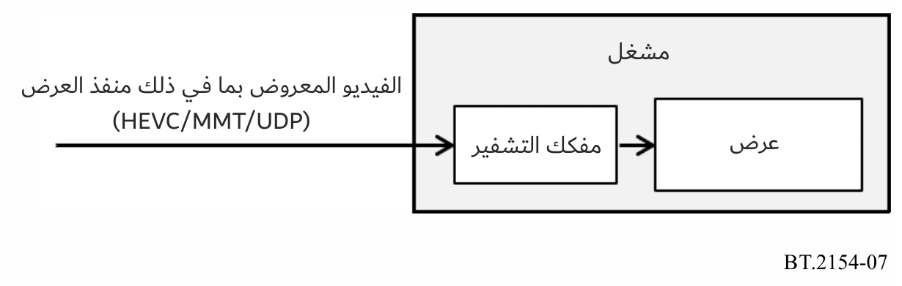 مشغل
الفيديو المعروض بما في ذلك منفذ العرض
(HEVC/MMT/UDP)
مفكك التشفير
عرض
BT.2154-07